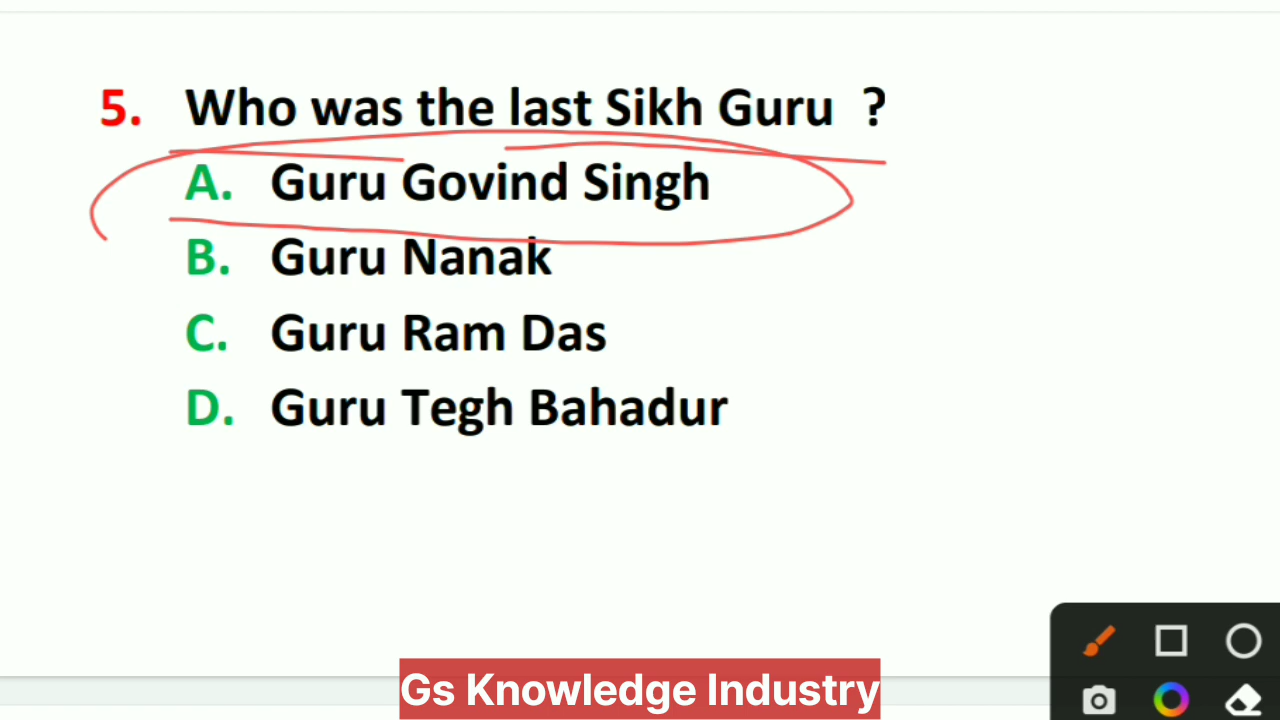 5. Who was the last Sikh Guru ?
A. Guru Govind Singh
B. Guru Nanak
C. Guru Ram Das
D. Guru Tegh Bahadur
Gs Knowledge Industry